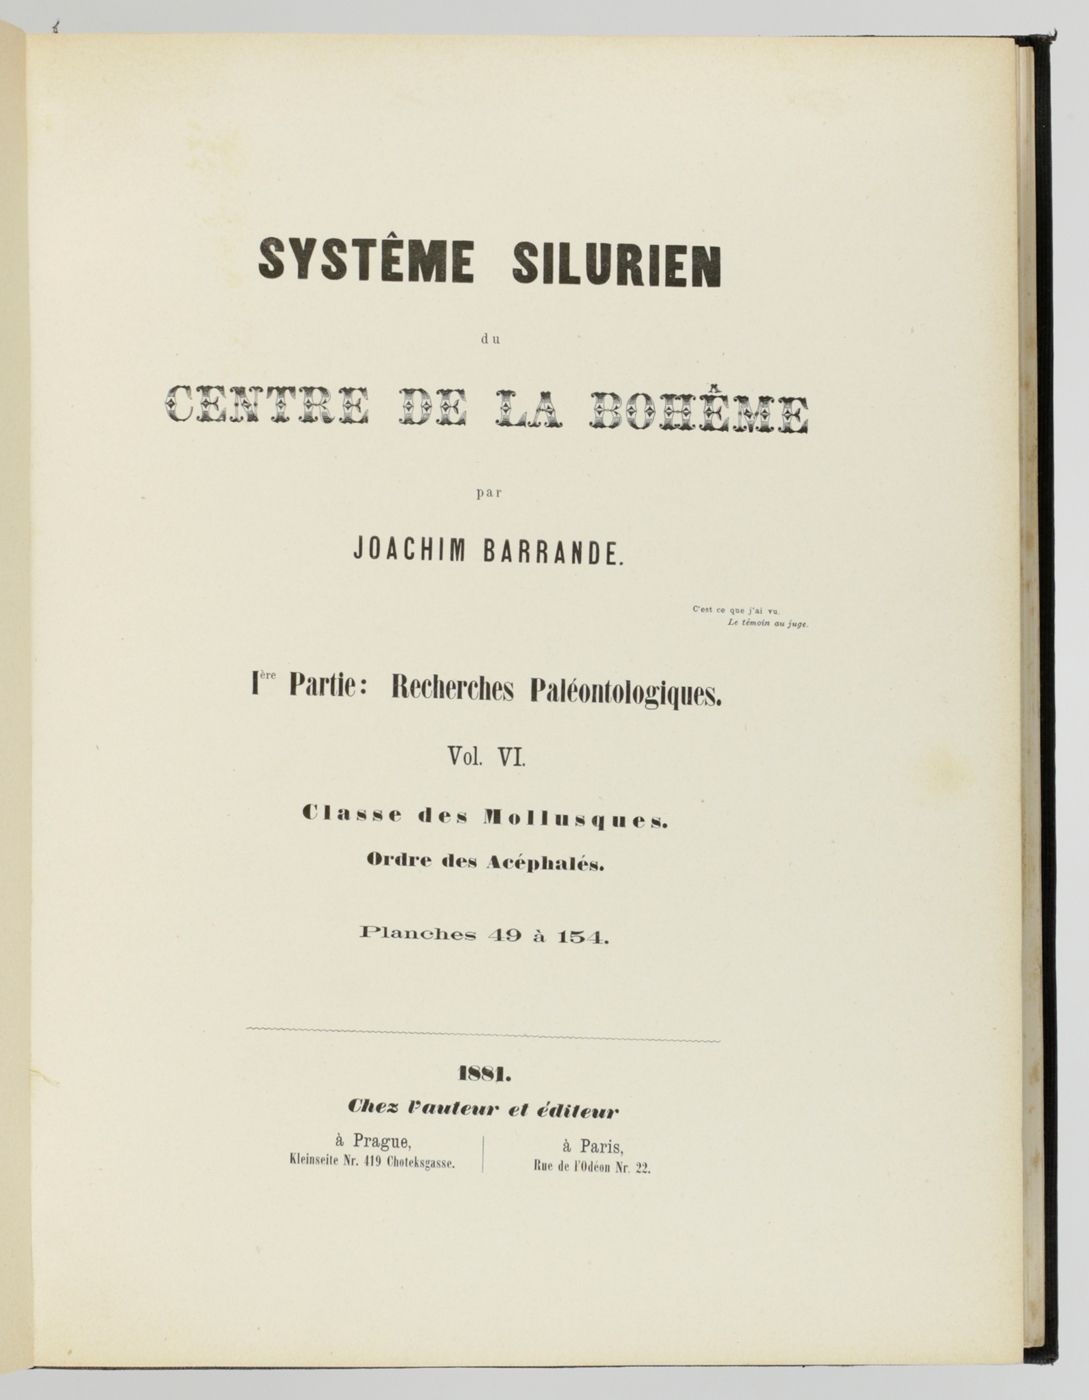 SYSTÊME SILURIEN
du
CENTRE DE LA BOHÊME
par
JOACHIM BARRANDE.
C'est ce que j'ai vu.
Le témoin au juge.
Ière Partie: Recherches Paléontologiques.
Vol. VI.
Classe des Mollusques.
Ordre des Acéphalés.
Planches 49 à 154.
1881.
Chez l'auteur et éditeur
à Prague,
Kleinseite Nr. 419 Choteksgasse.
à Paris,
Rue de l'Odéon Nr. 22.